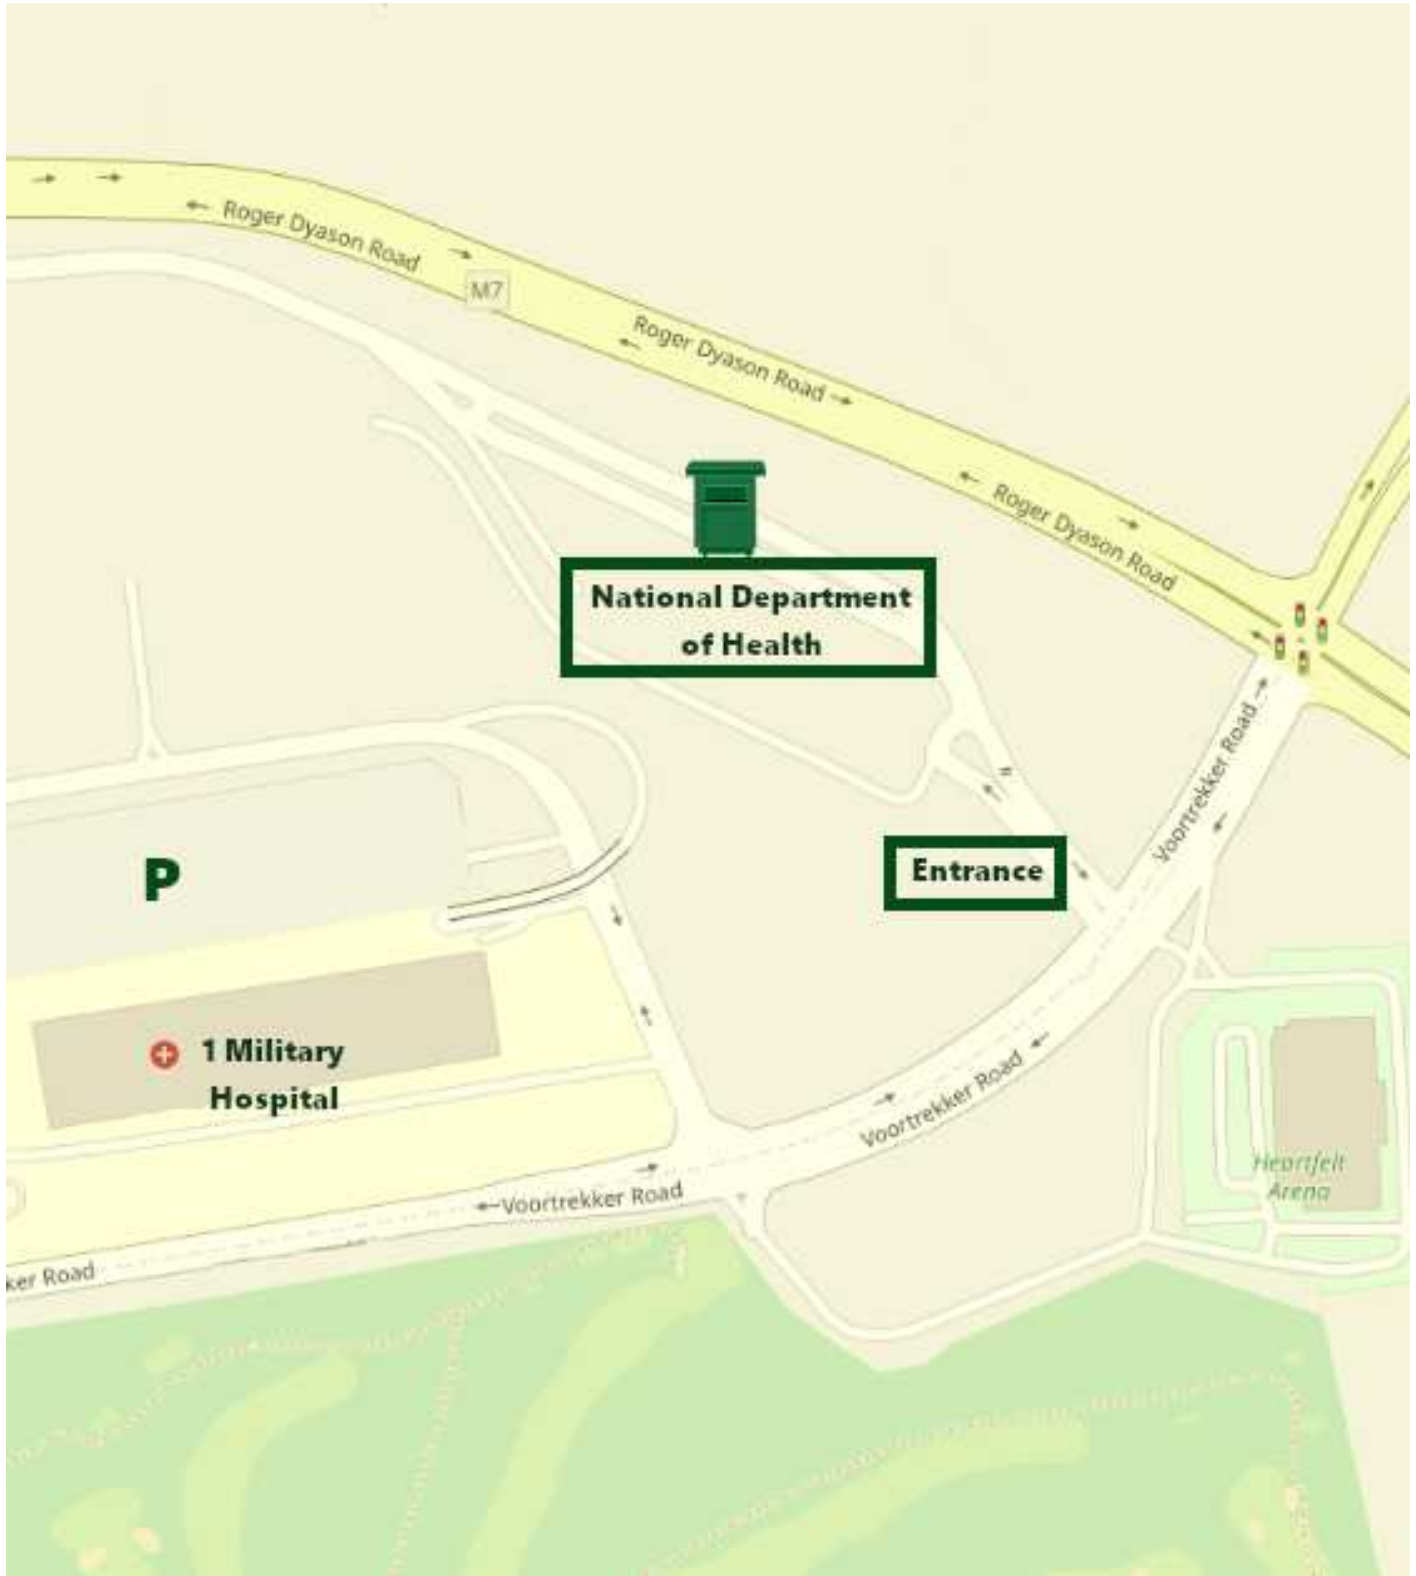 Roger Dyason Road
M7
Roger Dyason Road
Roger Dyason Road
National Department
of Health
Voortrekker Road
Entrance
P
1 Military
Hospital
Voortrekker Road
Heartfelt
Arena
Voortrekker Road
ker Road